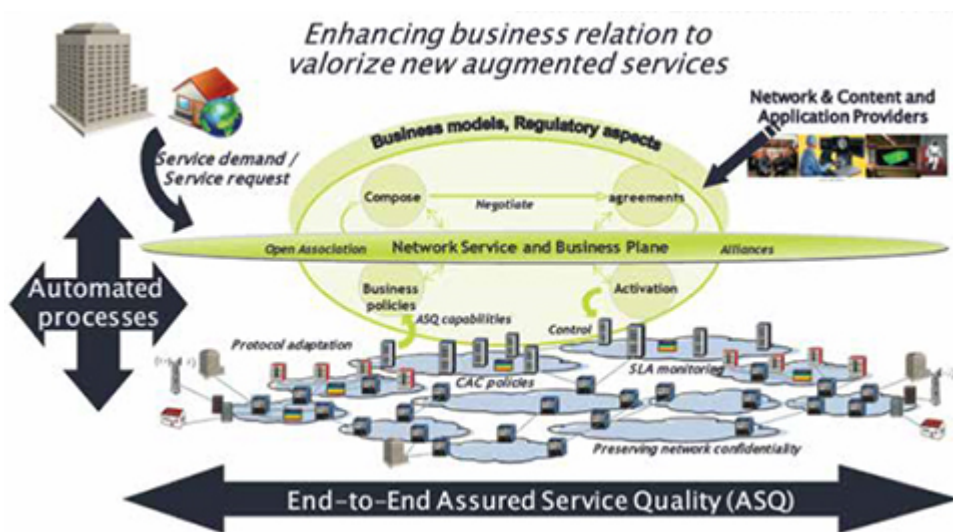 Enhancing business relation to
valorize new augmented services
Network & Content and
Application Providers
Business models, Regulatory aspects
Service demand /
Service request
Compose
Negotiate
agreements
Open Association
Network Service and Business Plane
Alliances
Automated
processes
Business
policies
Activation
ASQ capabilities
Control
Protocol adaptation
CAC policies
SLA monitoring
Preserving network confidentiality
End-to-End Assured Service Quality (ASQ)